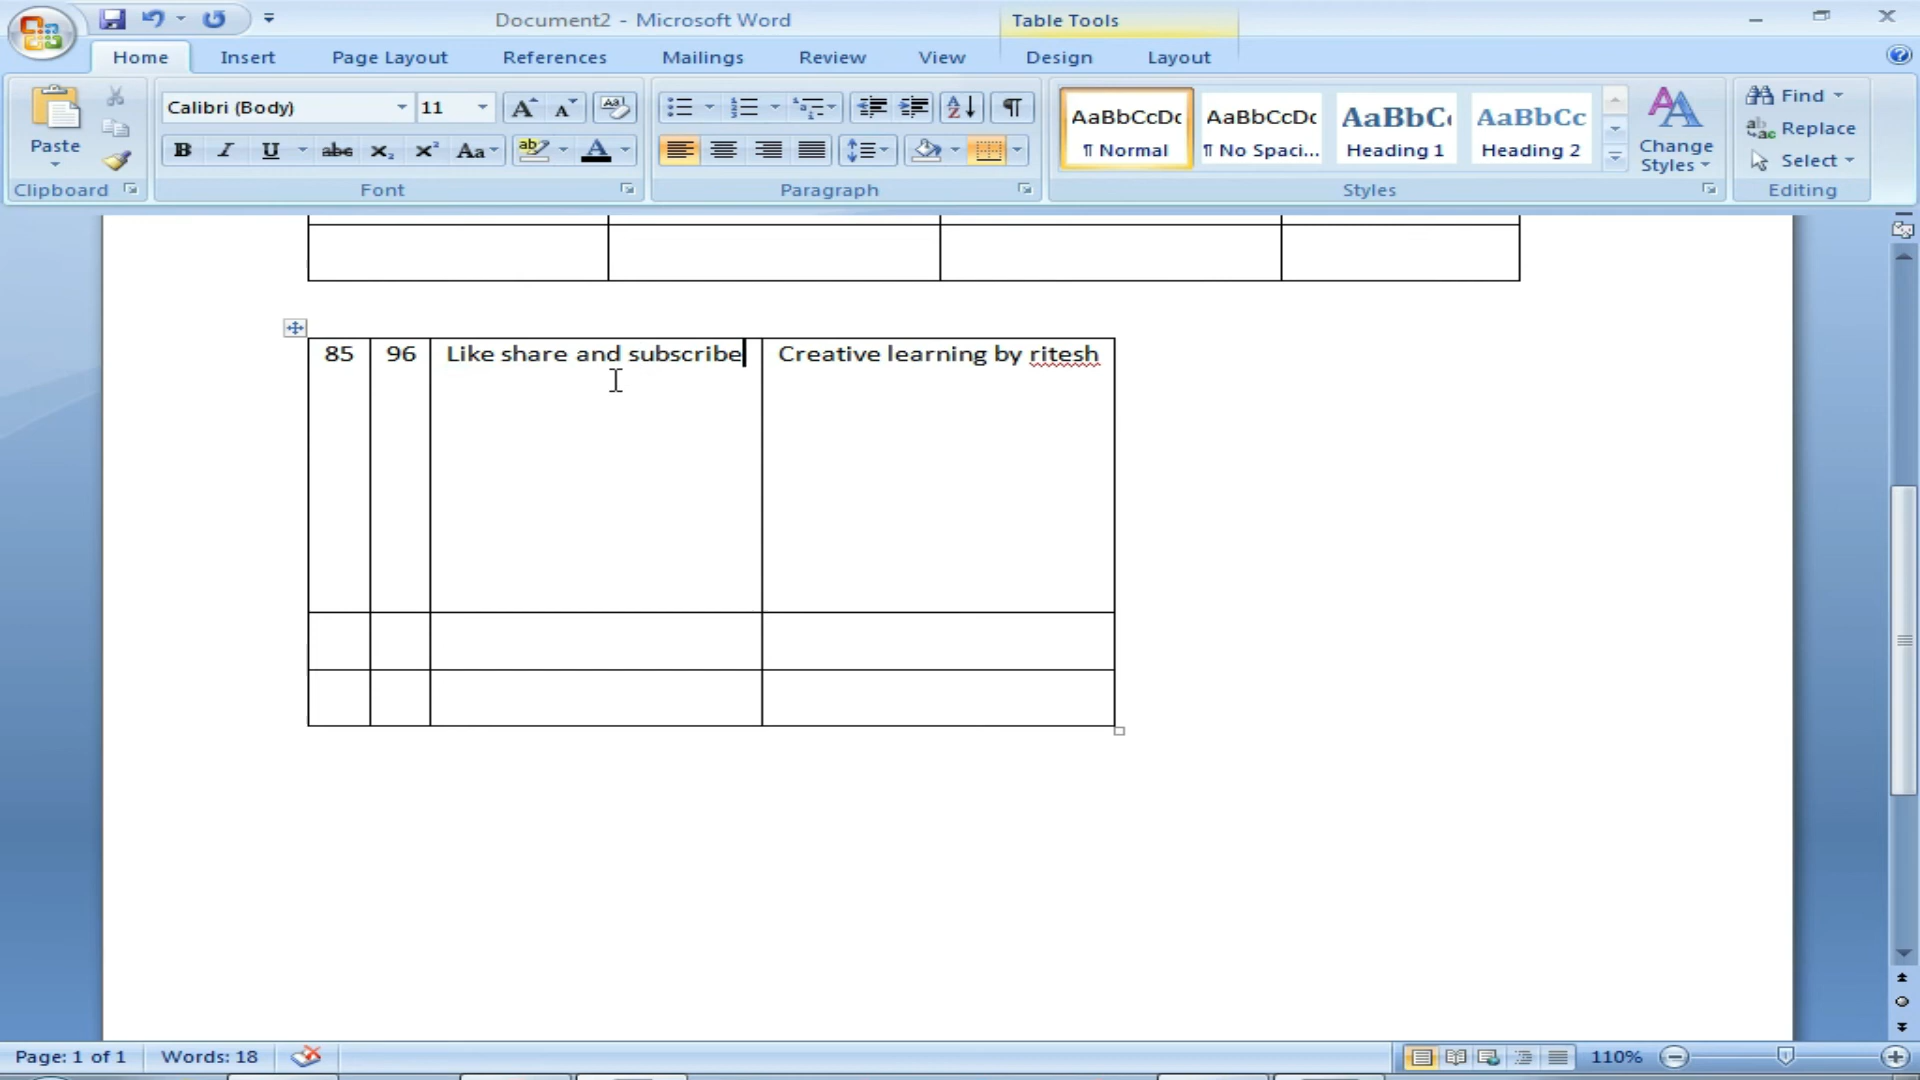 Document2 - Microsoft Word
Table Tools
Home
Insert
Page Layout
References
Mailings
Review
View
Design
Layout
Paste
Clipboard
Calibri (Body)
11
Font
Paragraph
AaBbCcDc
¶ Normal
AaBbCcDc
¶ No Spaci...
AaBbC
Heading 1
AaBbCc
Heading 2
Change
Styles
Styles
Find
Replace
Select
Editing
85
96
Like share and subscribe
Creative learning by ritesh
Page: 1 of 1
Words: 18
110%